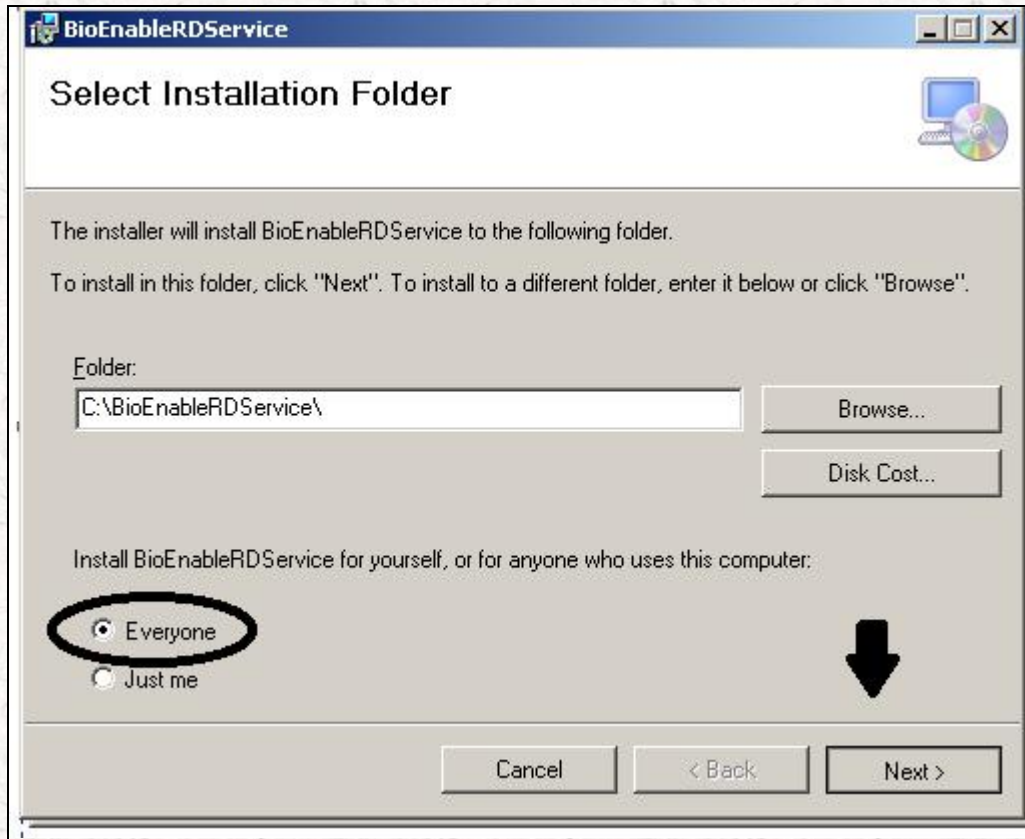 BioEnableRDService
Select Installation Folder
The installer will install BioEnableRDService to the following folder.
To install in this folder, click "Next". To install to a different folder, enter it below or click "Browse".
Folder:
C:\BioEnableRDService\
Browse...
Disk Cost...
Install BioEnableRDService for yourself, or for anyone who uses this computer:
Everyone
Just me
Cancel
< Back
Next >